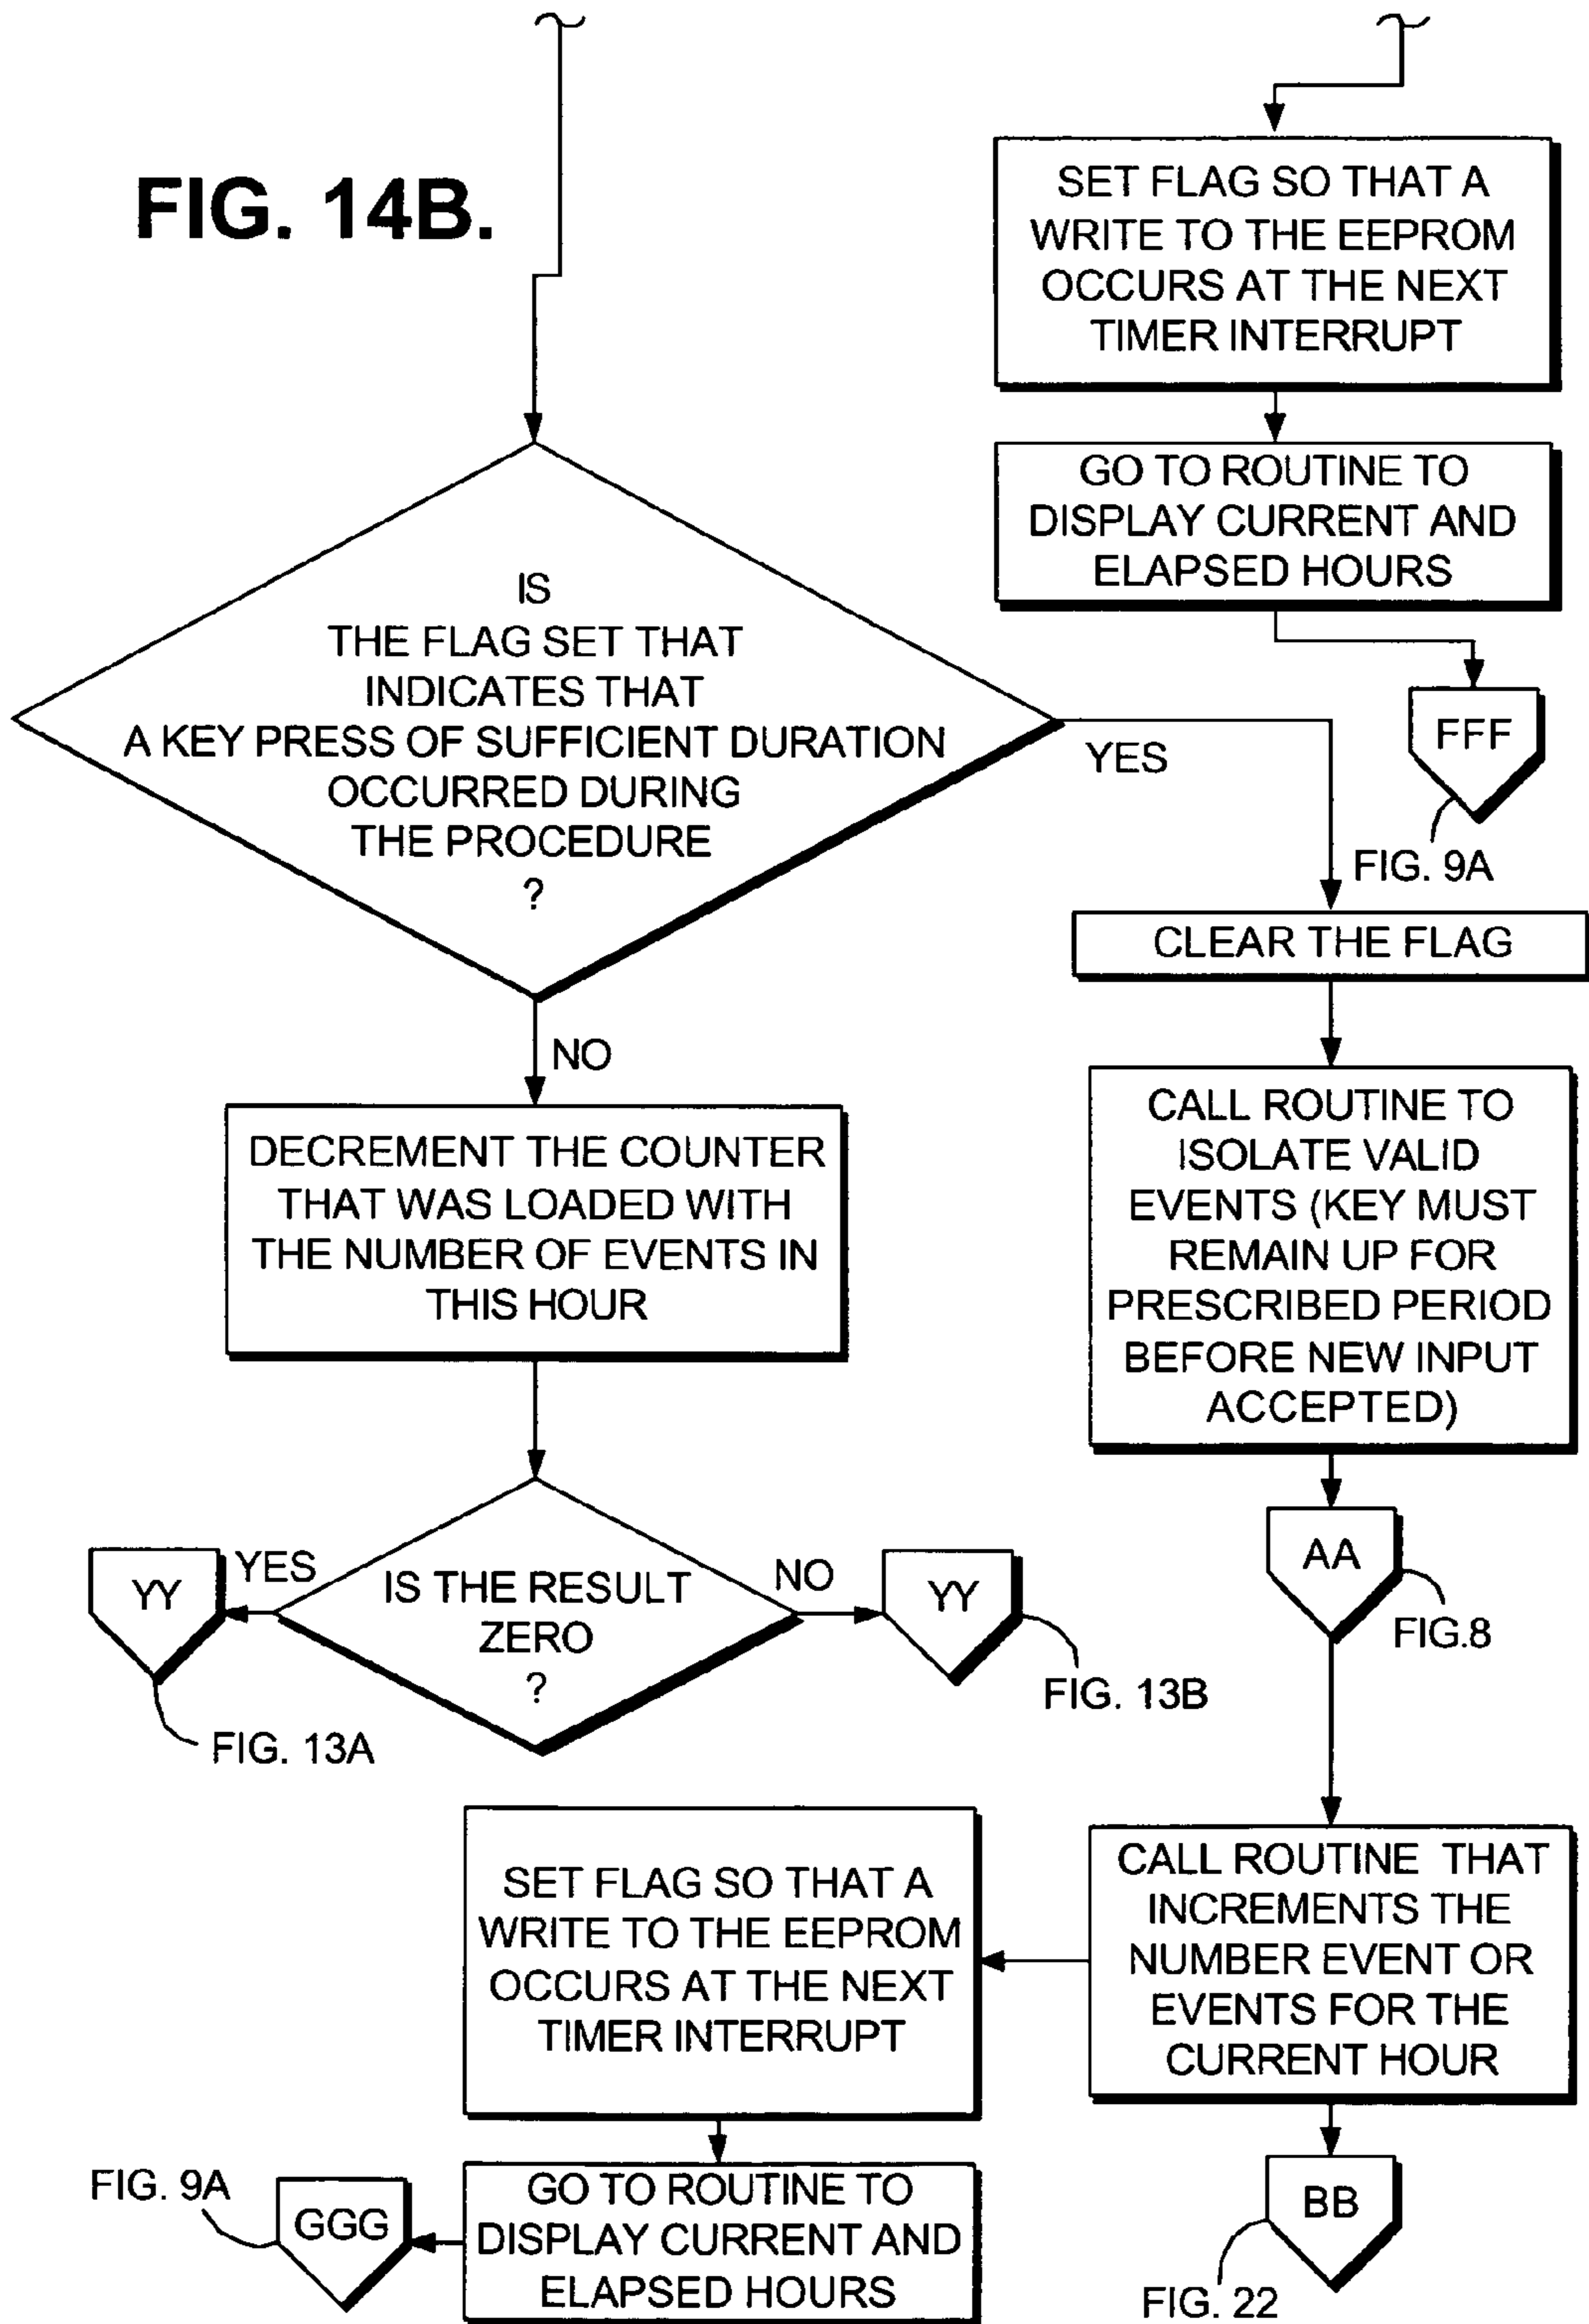 FIG. 14B.
SET FLAG SO THAT A
WRITE TO THE EEPROM
OCCURS AT THE NEXT
TIMER INTERRUPT
GO TO ROUTINE TO
DISPLAY CURRENT AND
ELAPSED HOURS
FFF
FIG. 9A
IS
THE FLAG SET THAT
INDICATES THAT
A KEY PRESS OF SUFFICIENT DURATION
OCCURRED DURING
THE PROCEDURE
?
YES
NO
CLEAR THE FLAG
CALL ROUTINE TO
ISOLATE VALID
EVENTS (KEY MUST
REMAIN UP FOR
PRESCRIBED PERIOD
BEFORE NEW INPUT
ACCEPTED)
AA
FIG.8
DECREMENT THE COUNTER
THAT WAS LOADED WITH
THE NUMBER OF EVENTS IN
THIS HOUR
IS THE RESULT
ZERO
?
YES
YY
FIG. 13A
NO
YY
FIG. 13B
CALL ROUTINE THAT
INCREMENTS THE
NUMBER EVENT OR
EVENTS FOR THE
CURRENT HOUR
BB
FIG. 22
SET FLAG SO THAT A
WRITE TO THE EEPROM
OCCURS AT THE NEXT
TIMER INTERRUPT
GO TO ROUTINE TO
DISPLAY CURRENT AND
ELAPSED HOURS
GGG
FIG. 9A